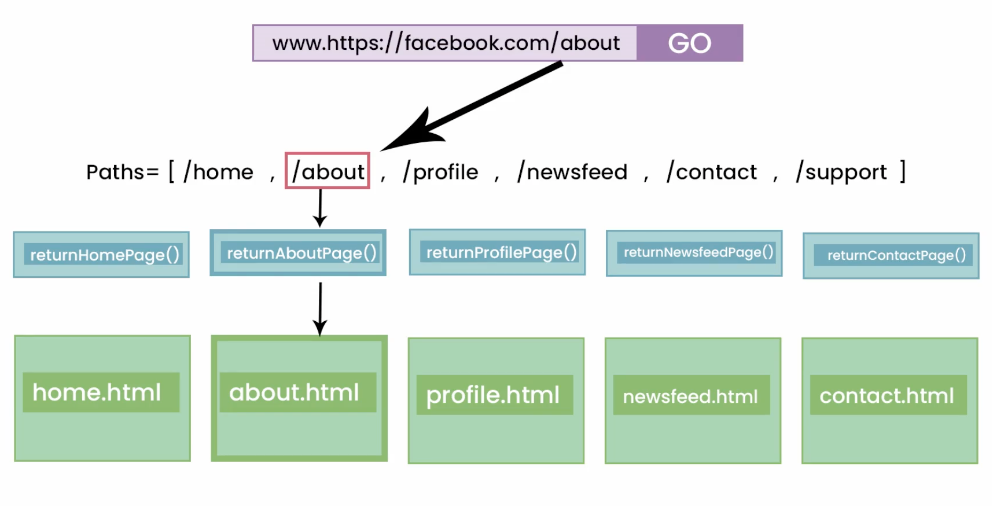 www.https://facebook.com/about GO
Paths= [ /home , /about , /profile , /newsfeed , /contact , /support ]
returnHomePage() returnAboutPage() returnProfilePage() returnNewsfeedPage() returnContactPage()
home.html about.html profile.html newsfeed.html contact.html